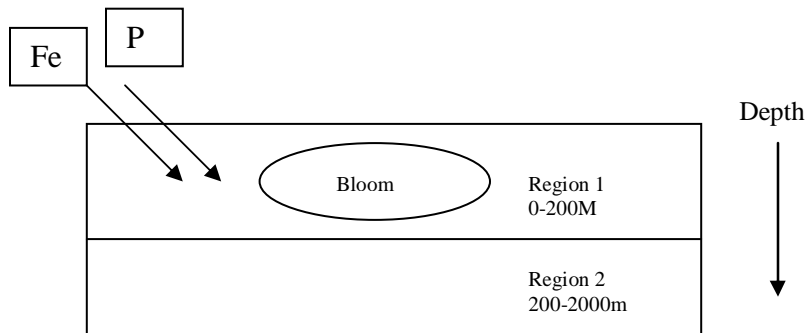 P
Fe
Depth
Bloom
Region 1
0-200M
Region 2
200-2000m